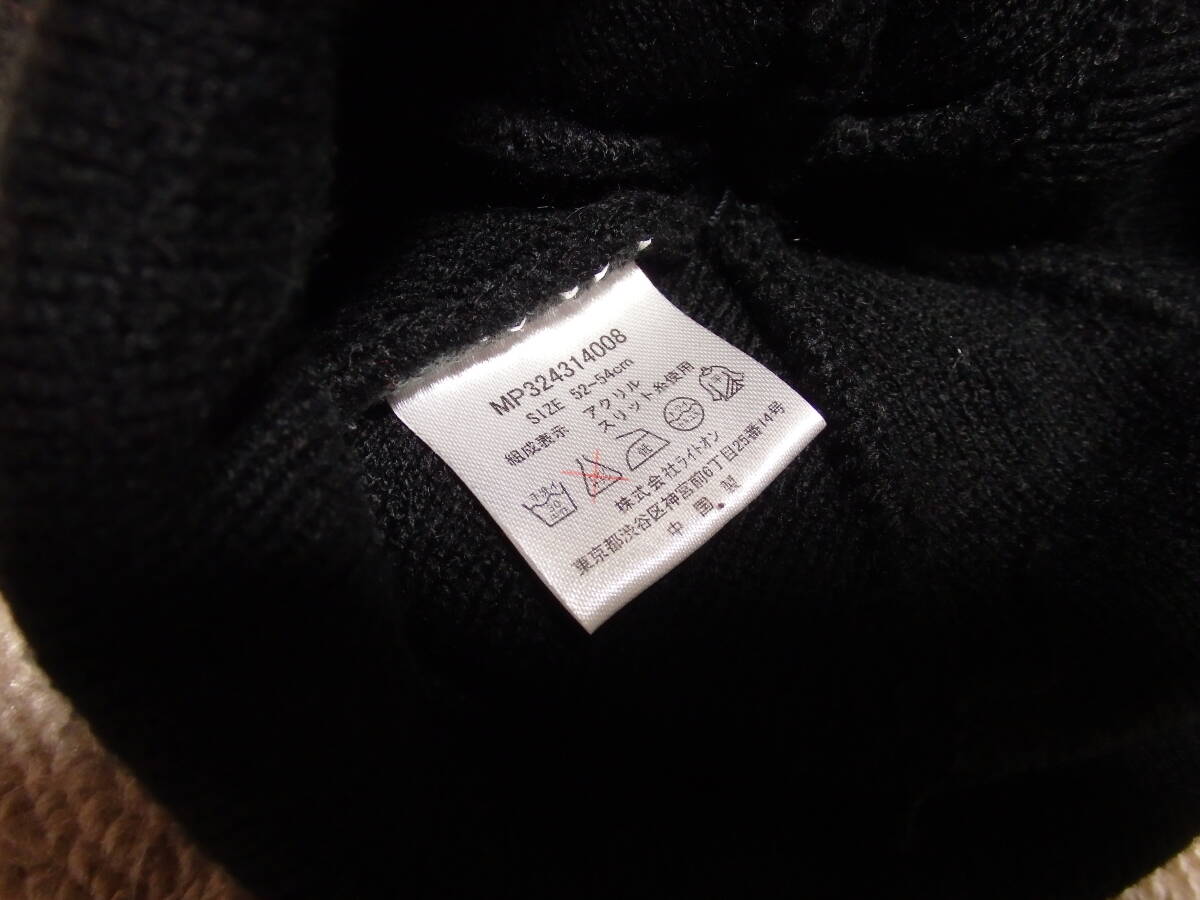 MP324314008
SIZE 52-54cm
組成表示 アクリル
スリット糸使用
30
低
株式会社ライトオン
東京都渋谷区神宮前6丁目25番14号
中国製